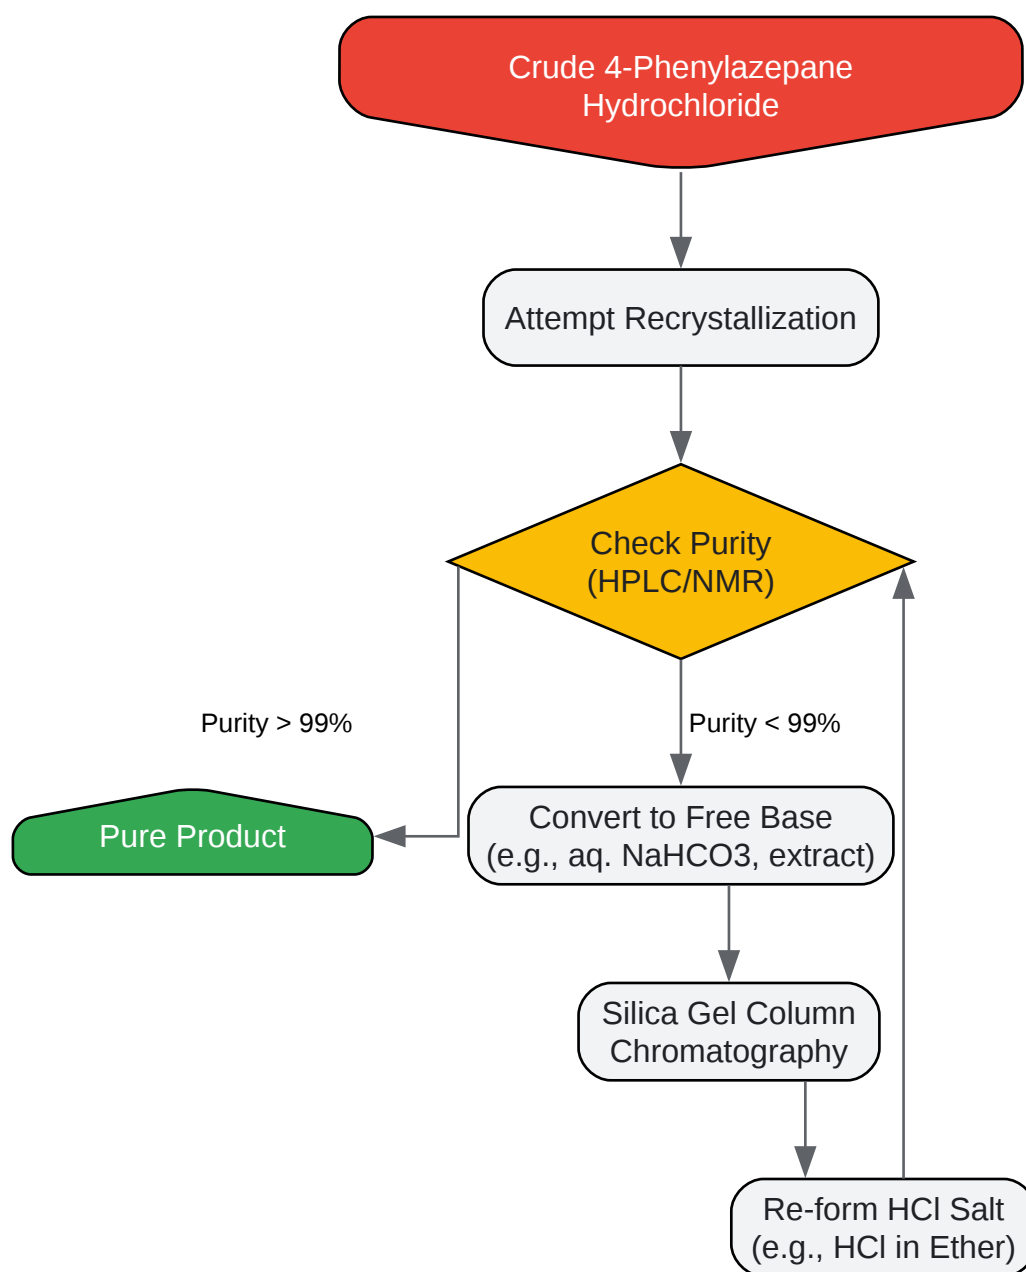 Crude 4-Phenylazepane
Hydrochloride
Attempt Recrystallization
Check Purity
(HPLC/NMR)
Purity > 99%
Purity < 99%
Pure Product
Convert to Free Base
(e.g., aq. NaHCO3, extract)
Silica Gel Column
Chromatography
Re-form HCl Salt
(e.g., HCl in Ether)